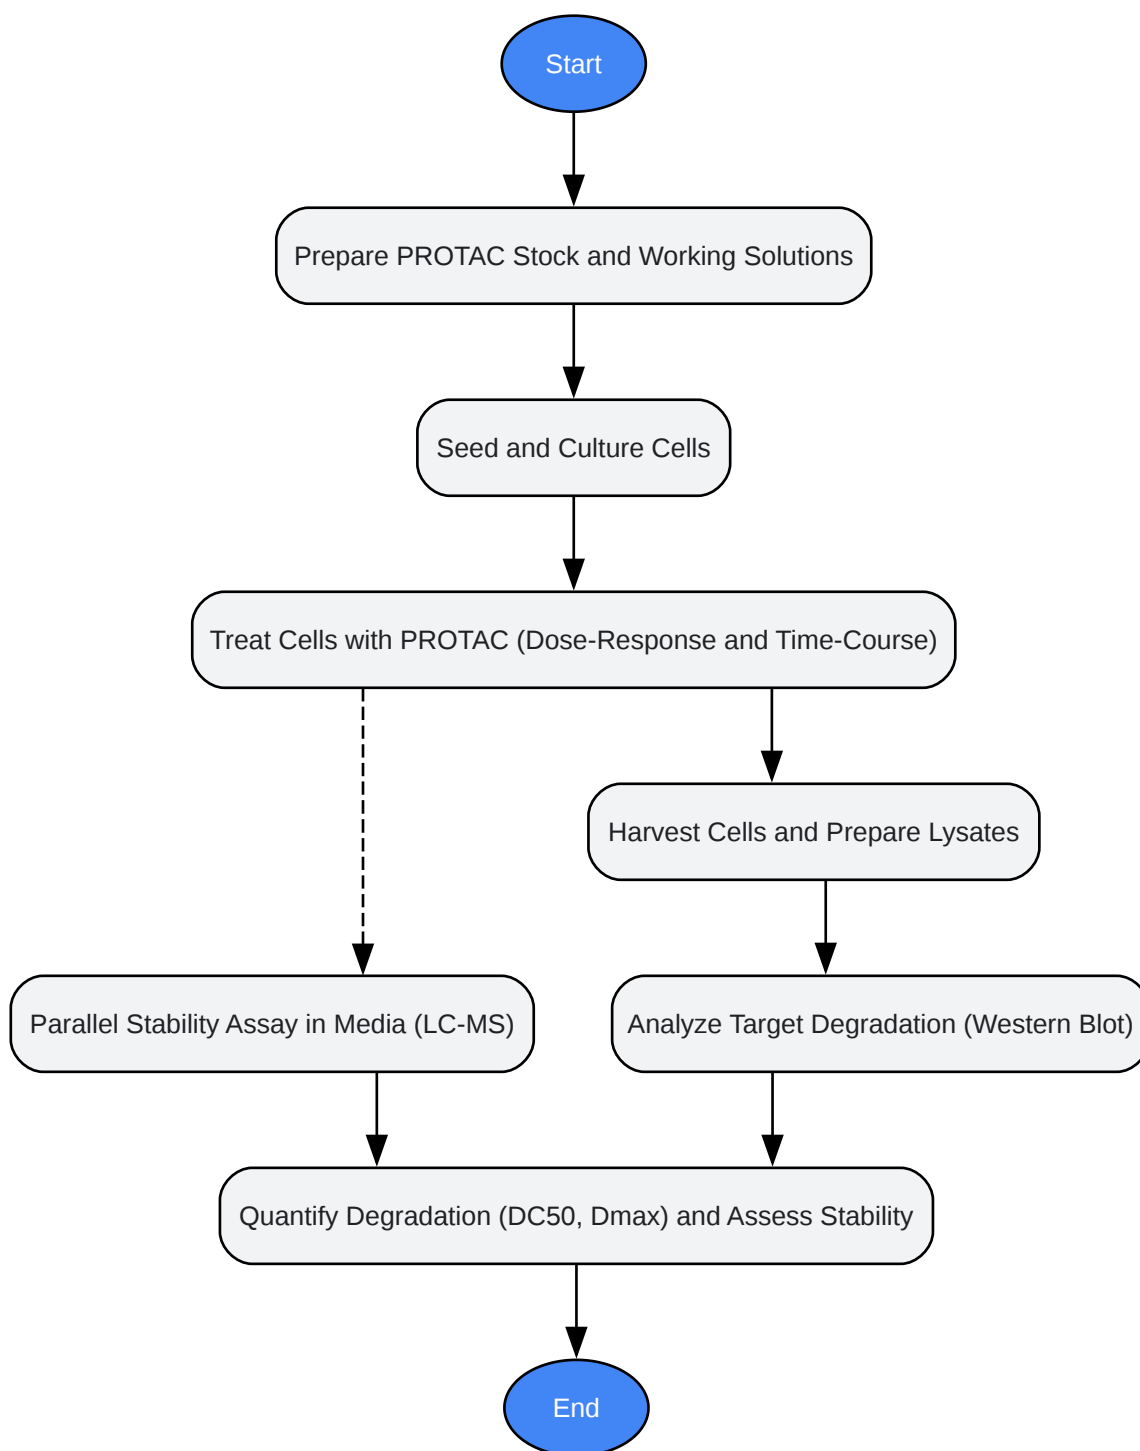 Start
Prepare PROTAC Stock and Working Solutions
Seed and Culture Cells
Treat Cells with PROTAC (Dose-Response and Time-Course)
Harvest Cells and Prepare Lysates
Parallel Stability Assay in Media (LC-MS)
Analyze Target Degradation (Western Blot)
Quantify Degradation (DC50, Dmax) and Assess Stability
End